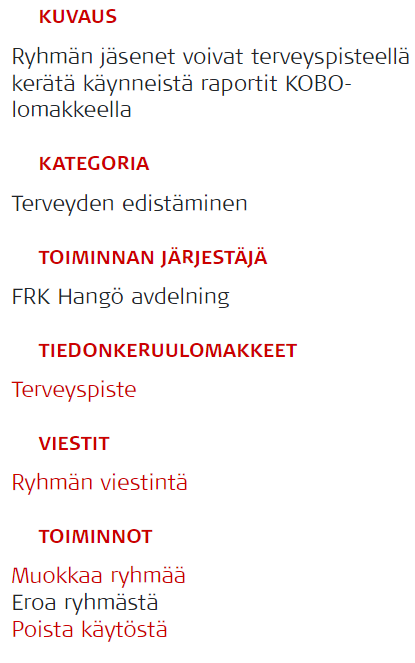 KUVAUS
Ryhmän jäsenet voivat terveyspisteellä
kerätä käynneistä raportit KOBO-
lomakkeella
KATEGORIA
Terveyden edistäminen
TOIMINNAN JÄRJESTÄJÄ
FRK Hangö avdelning
TIEDONKERUULOMAKKEET
Terveyspiste
VIESTIT
Ryhmän viestintä
TOIMINNOT
Muokkaa ryhmää
Eroa ryhmästä
Poista käytöstä